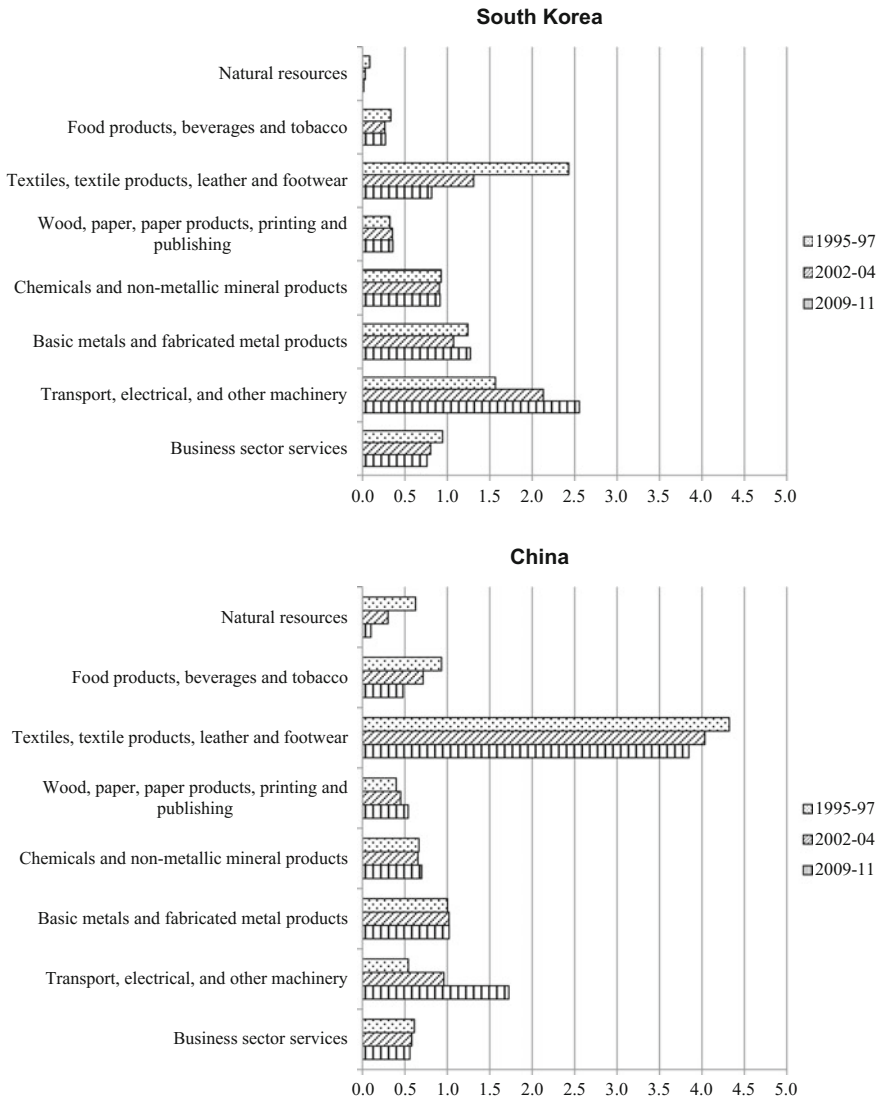 South Korea
Natural resources
Food products, beverages and tobacco
Textiles, textile products, leather and footwear
Wood, paper, paper products, printing and
publishing
Chemicals and non-metallic mineral products
Basic metals and fabricated metal products
Transport, electrical, and other machinery
Business sector services
1995-97
2002-04
2009-11
0.0 0.5 1.0 1.5 2.0 2.5 3.0 3.5 4.0 4.5 5.0
China
Natural resources
Food products, beverages and tobacco
Textiles, textile products, leather and footwear
Wood, paper, paper products, printing and
publishing
Chemicals and non-metallic mineral products
Basic metals and fabricated metal products
Transport, electrical, and other machinery
Business sector services
1995-97
2002-04
2009-11
0.0 0.5 1.0 1.5 2.0 2.5 3.0 3.5 4.0 4.5 5.0